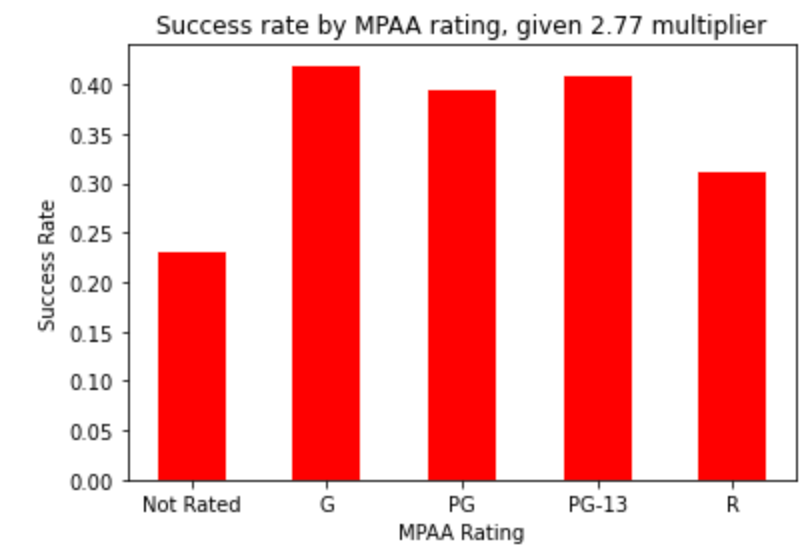 Success rate by MPAA rating, given 2.77 multiplier
Success Rate
0.40
0.35
0.30
0.25
0.20
0.15
0.10
0.05
0.00
Not Rated G PG PG-13 R
MPAA Rating